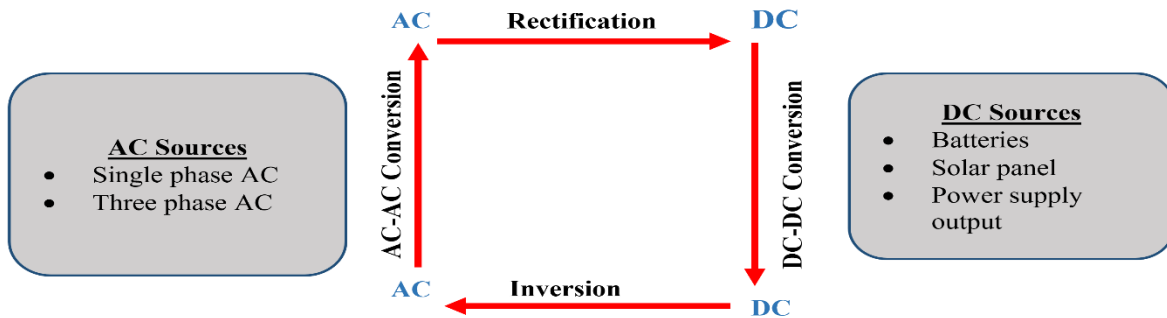 AC
Rectification
DC
AC Sources
• Single phase AC
• Three phase AC
AC-AC Conversion
DC-DC Conversion
DC Sources
• Batteries
• Solar panel
• Power supply
output
AC
Inversion
DC